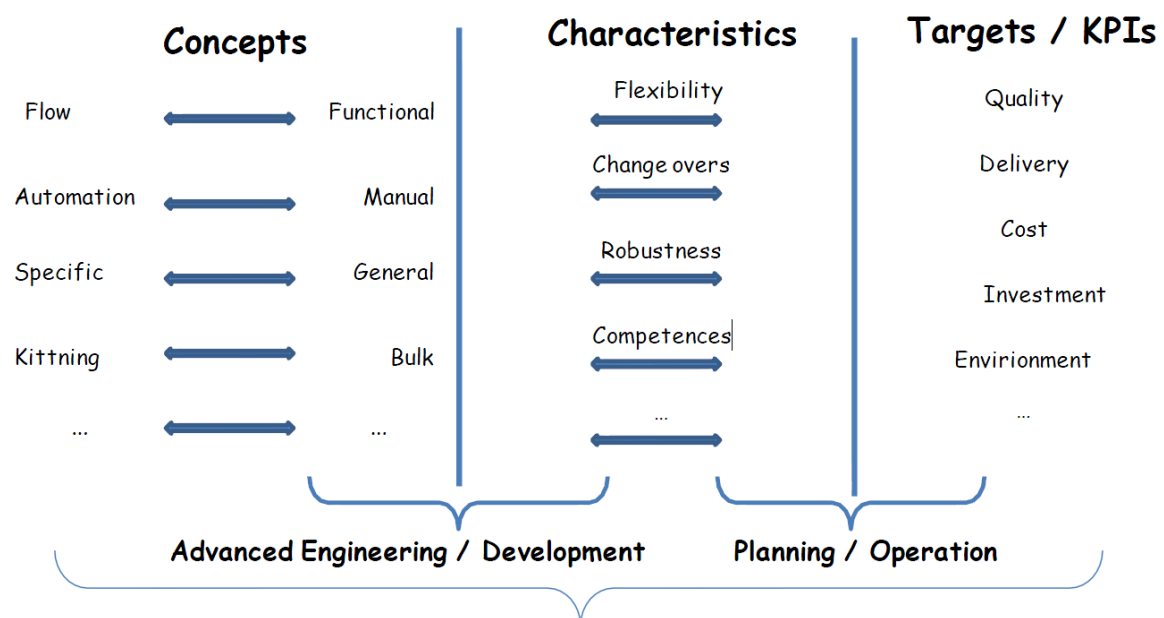 Concepts
Characteristics
Targets / KPIs
Flow
Functional
Automation
Manual
Specific
General
Kittning
Bulk
...
...
Flexibility
Change overs
Robustness
Competences
...
Quality
Delivery
Cost
Investment
Envirionment
...
Advanced Engineering / Development
Planning / Operation